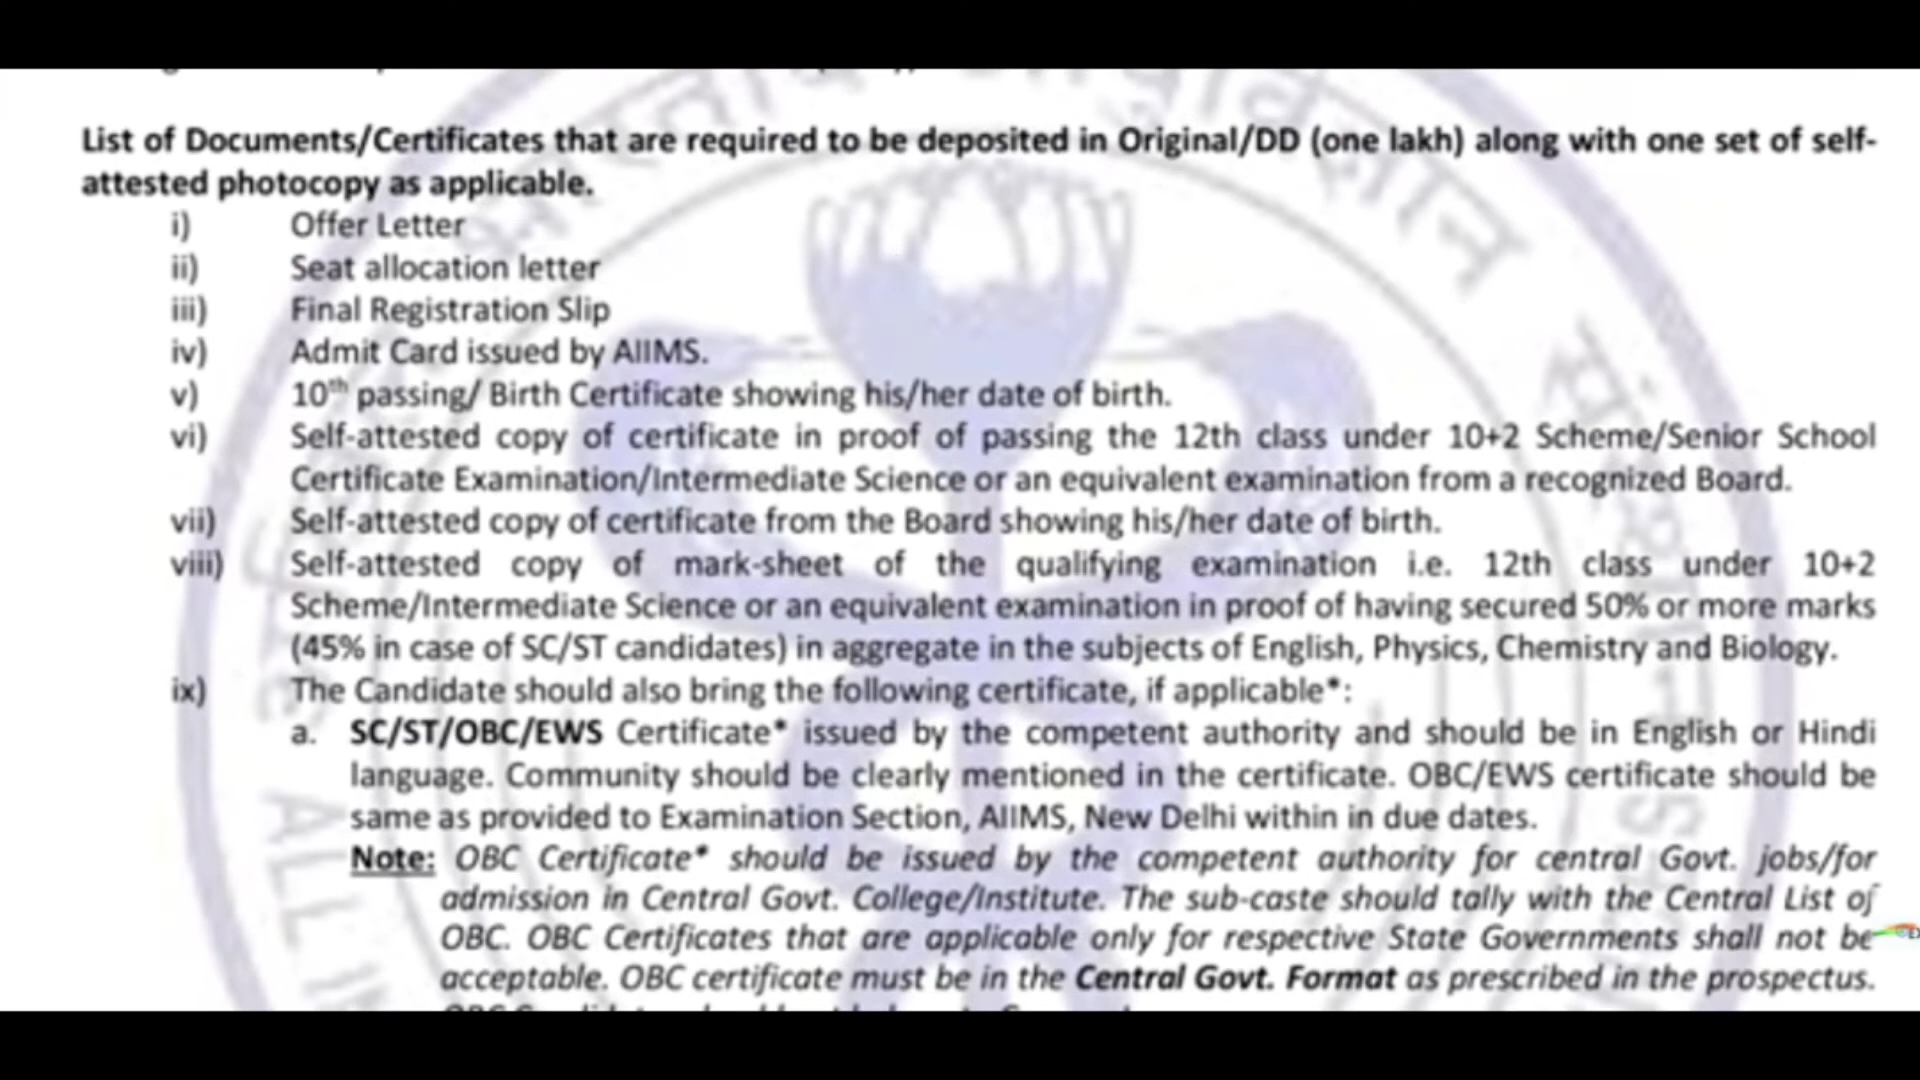 List of Documents/Certificates that are required to be deposited in Original/DD (one lakh) along with one set of self-
attested photocopy as applicable.
i) Offer Letter
ii) Seat allocation letter
iii) Final Registration Slip
iv) Admit Card issued by AIIMS.
v) 10th passing/ Birth Certificate showing his/her date of birth.
vi) Self-attested copy of certificate in proof of passing the 12th class under 10+2 Scheme/Senior School
Certificate Examination/Intermediate Science or an equivalent examination from a recognized Board.
vii) Self-attested copy of certificate from the Board showing his/her date of birth.
viii) Self-attested copy of mark-sheet of the qualifying examination i.e. 12th class under 10+2
Scheme/Intermediate Science or an equivalent examination in proof of having secured 50% or more marks
(45% in case of SC/ST candidates) in aggregate in the subjects of English, Physics, Chemistry and Biology.
ix) The Candidate should also bring the following certificate, if applicable*:
a. SC/ST/OBC/EWS Certificate* issued by the competent authority and should be in English or Hindi
language. Community should be clearly mentioned in the certificate. OBC/EWS certificate should be
same as provided to Examination Section, AIIMS, New Delhi within in due dates.
Note: OBC Certificate* should be issued by the competent authority for central Govt. jobs/for
admission in Central Govt. College/Institute. The sub-caste should tally with the Central List of
OBC. OBC Certificates that are applicable only for respective State Governments shall not be
acceptable. OBC certificate must be in the Central Govt. Format as prescribed in the prospectus.